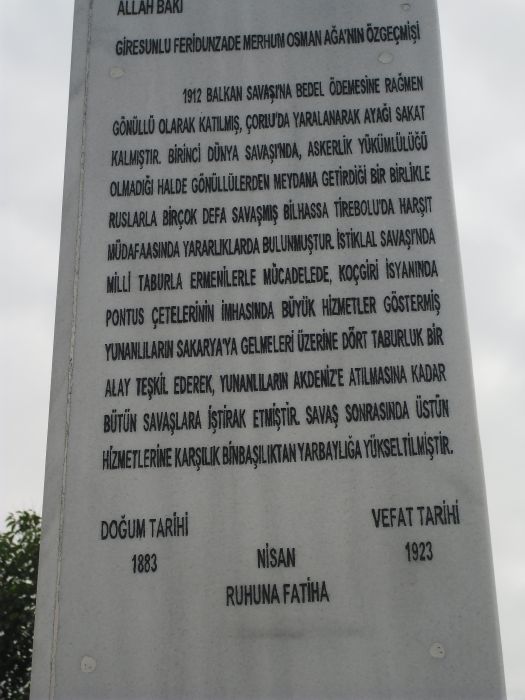 ALLAH BAKİ
GİRESUNLU FERİDUNZADE MERHUM OSMAN AĞA'NIN ÖZGEÇMİŞİ
1912 BALKAN SAVAŞI'NA BEDEL ÖDEMESİNE RAĞMEN
GÖNÜLLÜ OLARAK KATILMIŞ, ÇORLU'DA YARALANARAK AYAĞI SAKAT
KALMIŞTIR. BİRİNCİ DÜNYA SAVAŞI'NDA, ASKERLİK YÜKÜMLÜLÜĞÜ
OLMADIĞI HALDE GÖNÜLLÜLERDEN MEYDANA GETİRDİĞİ BİR BİRLİKLE
RUSLARLA BİRÇOK DEFA SAVAŞMIŞ BİLHASSA TİREBOLU'DA HARŞIT
MÜDAFAASINDA YARARLIKLARDA BULUNMUŞTUR. İSTİKLAL SAVAŞI'NDA
MİLLİ TABURLA ERMENİLERLE MÜCADELEDE, KOÇGİRİ İSYANINDA
PONTUS ÇETELERİNİN İMHASINDA BÜYÜK HİZMETLER GÖSTERMİŞ
YUNANLILARIN SAKARYA'YA GELMELERİ ÜZERİNE DÖRT TABURLUK BİR
ALAY TEŞKİL EDEREK, YUNANLILARIN AKDENİZ'E ATILMASINA KADAR
BÜTÜN SAVAŞLARA İŞTİRAK ETMİŞTİR. SAVAŞ SONRASINDA ÜSTÜN
HİZMETLERİNE KARŞILIK BİNBAŞILIKTAN YARBAYLIĞA YÜKSELTİLMİŞTİR.
DOĞUM TARİHİ
1883
VEFAT TARİHİ
1923
NİSAN
RUHUNA FATİHA